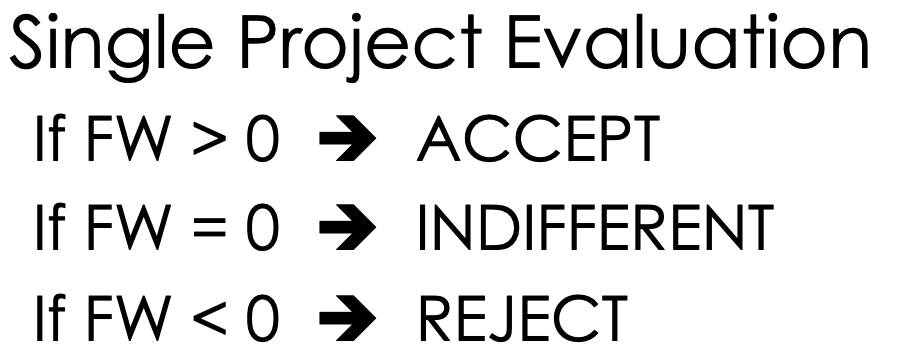 Single Project Evaluation
If FW > 0 ➔ ACCEPT
If FW = 0 ➔ INDIFFERENT
If FW < 0 ➔ REJECT